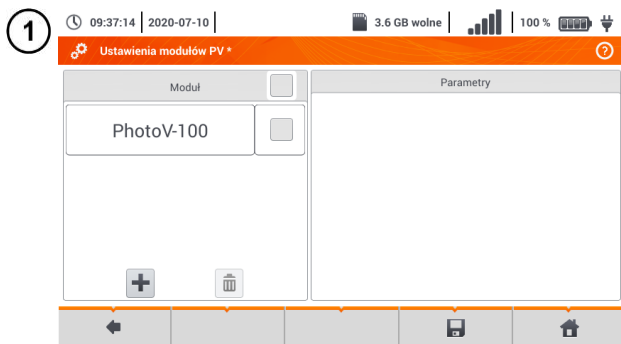 1
09:37:14 2020-07-10 3.6 GB wolne 100 %
Ustawienia modułów PV * ?
Moduł Parametry
PhotoV-100